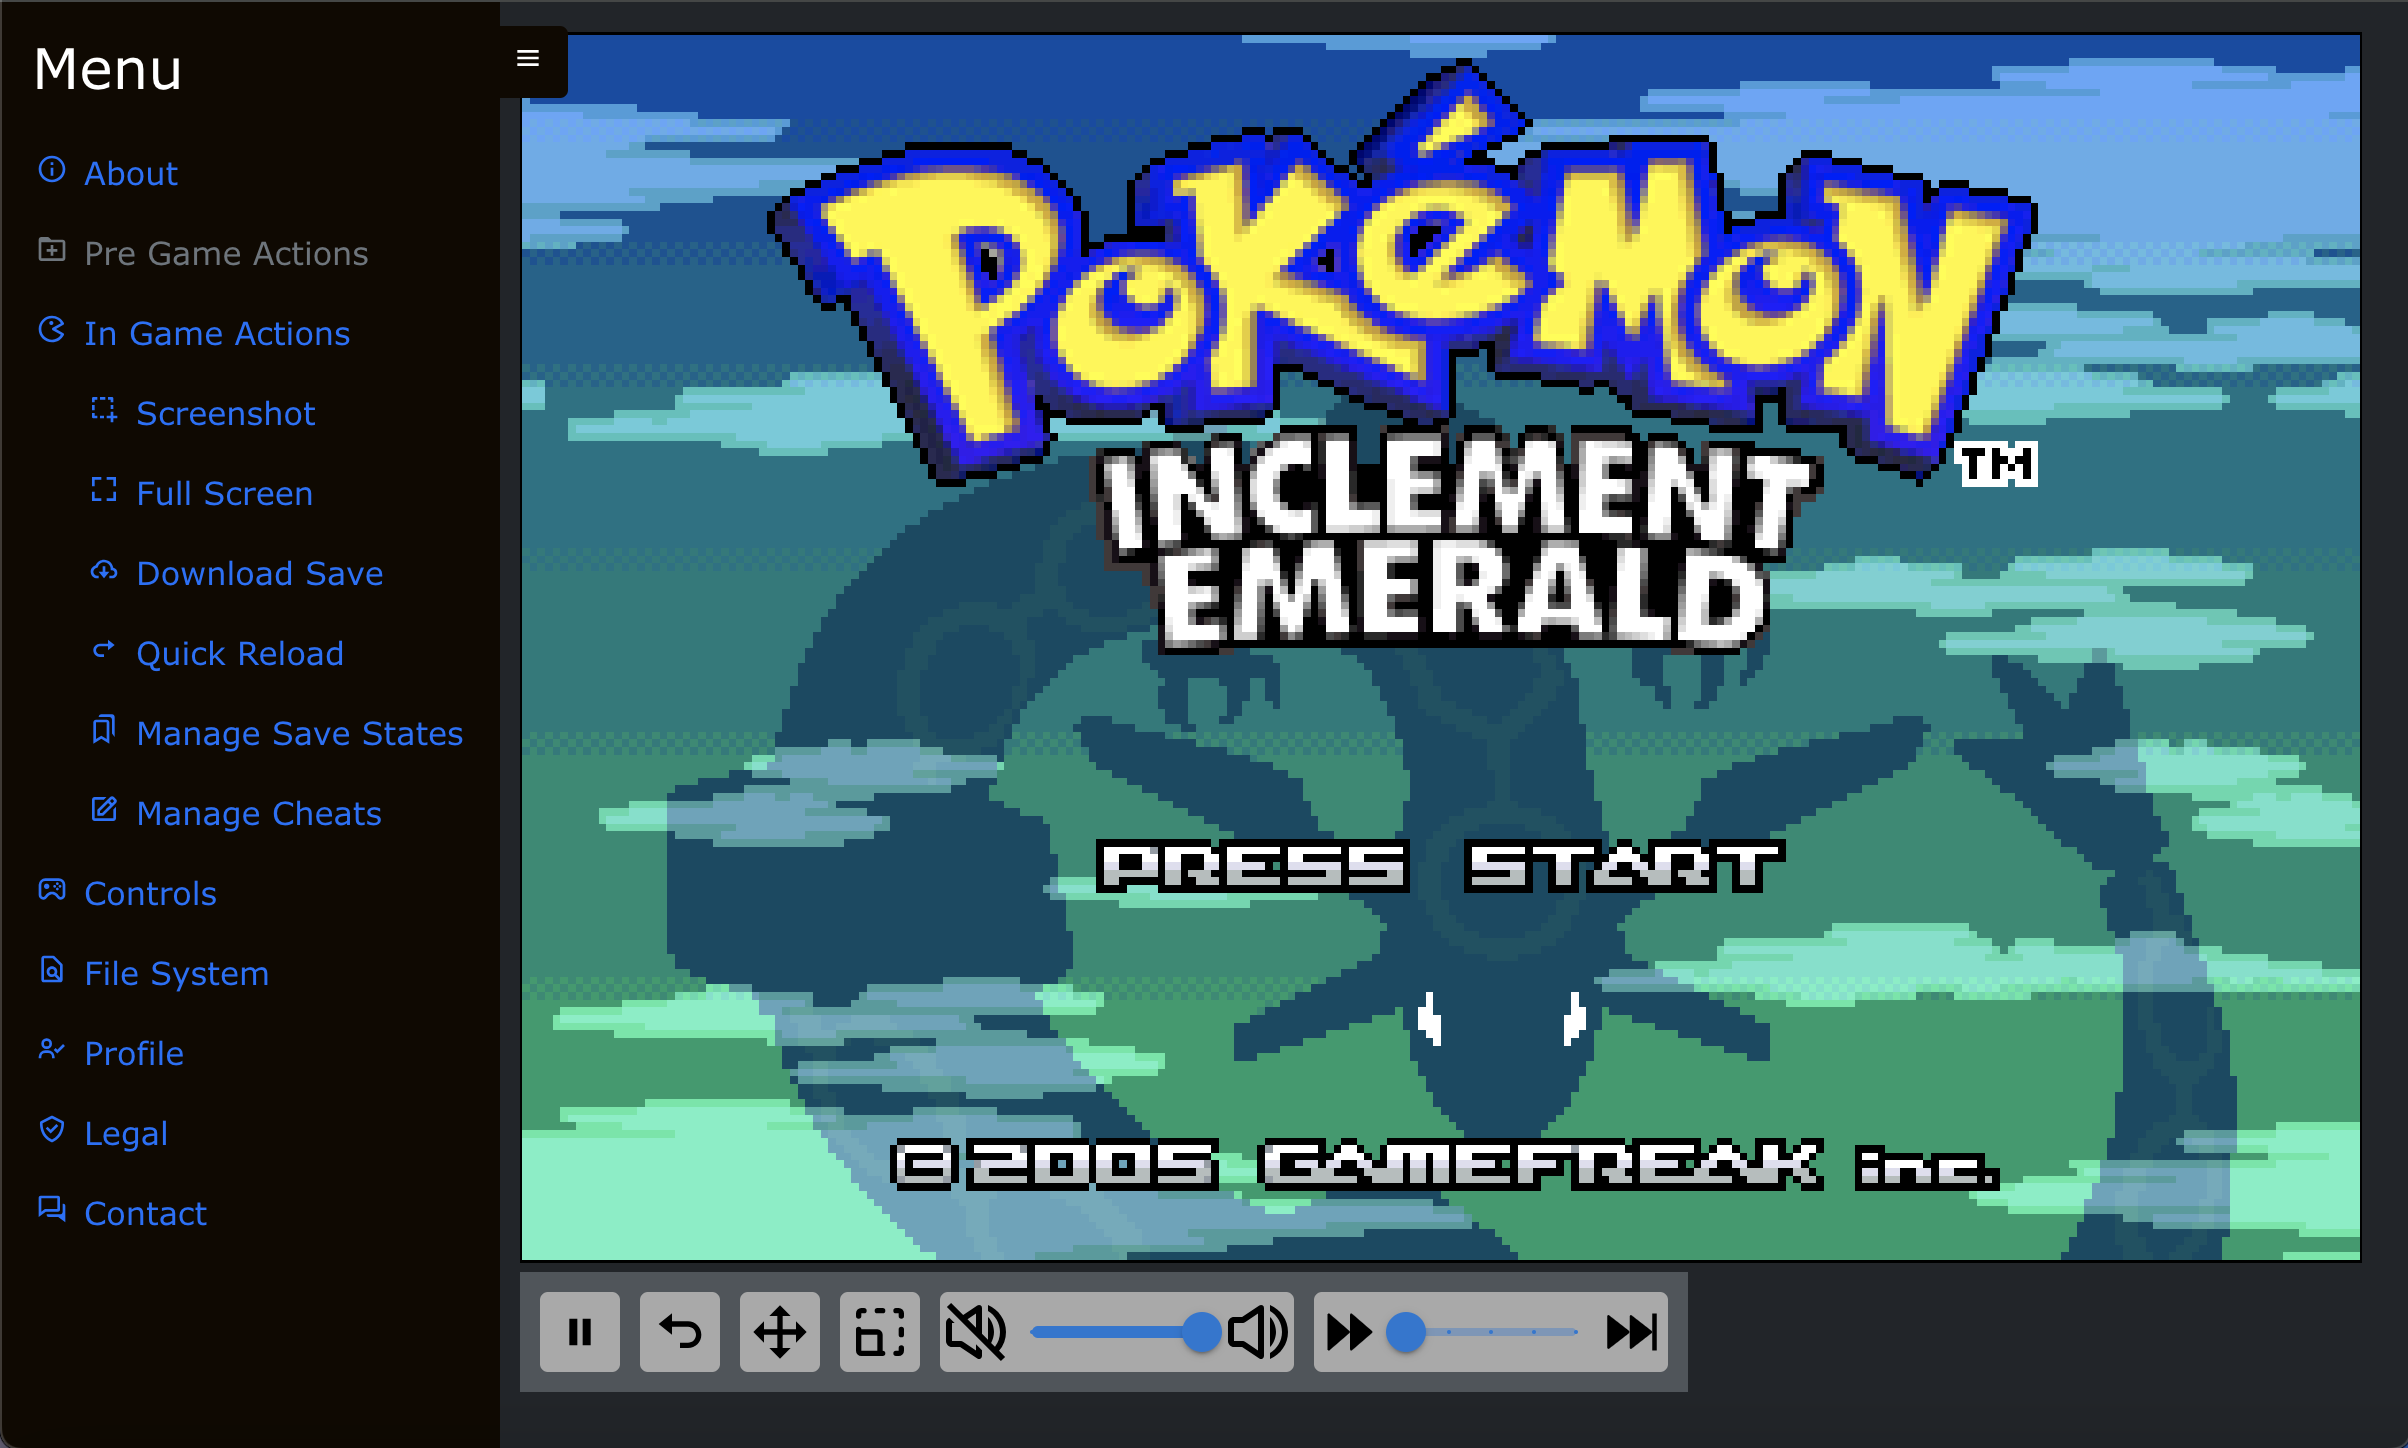 Menu
About
Pre Game Actions
In Game Actions
Screenshot
Full Screen
Download Save
Quick Reload
Manage Save States
Manage Cheats
Controls
File System
Profile
Legal
Contact
POKéMON
TM
INCLEMENT
EMERALD
PRESS START
©2005 GAMEFREAK inc.